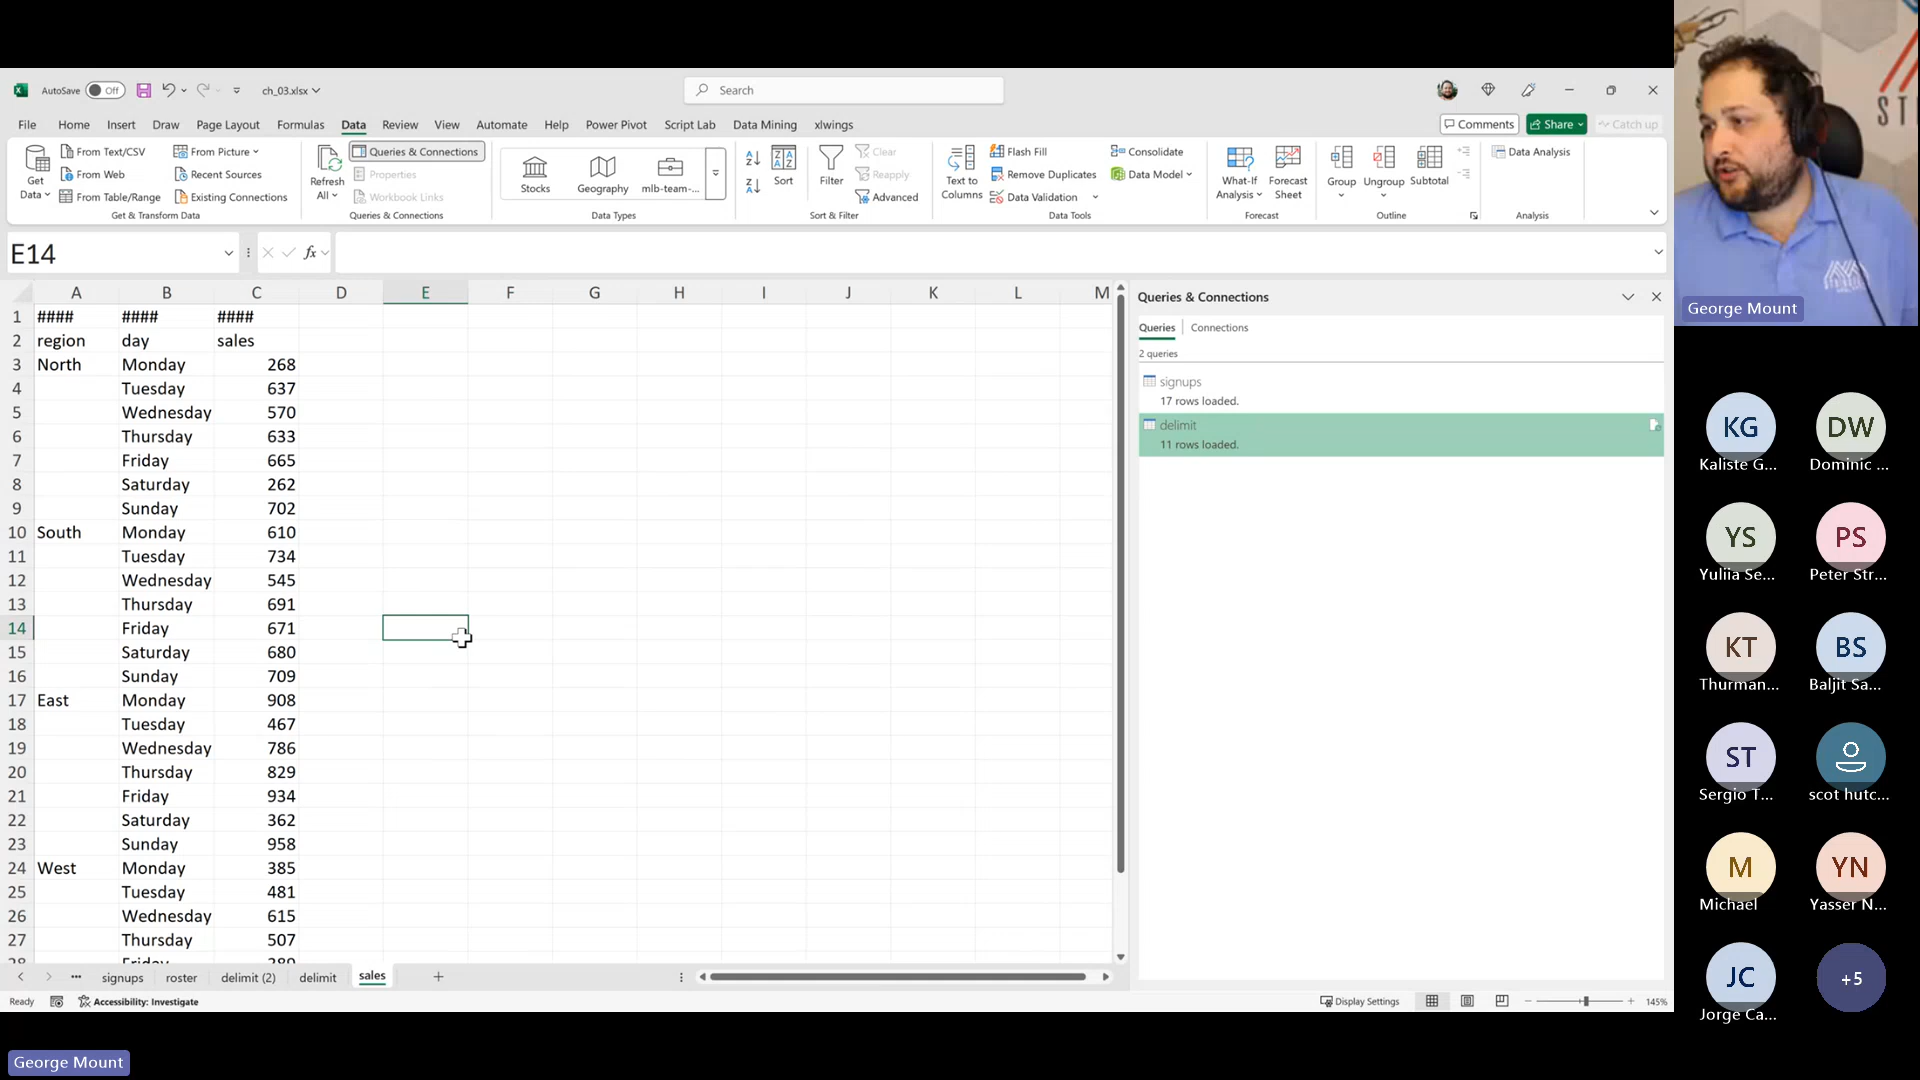 AutoSave Off ch_03.xlsx Search
File Home Insert Draw Page Layout Formulas Data Review View Automate Help Power Pivot Script Lab Data Mining xlwings Comments Share Catch up
From Text/CSV From Picture Queries & Connections Clear Flash Fill Consolidate Data Analysis
Get Data From Web Recent Sources Refresh All Properties Stocks Geography mlb-team-... Sort Filter Reapply Text to Columns Remove Duplicates Data Model What-If Analysis Forecast Sheet Group Ungroup Subtotal
From Table/Range Existing Connections Workbook Links Advanced Data Validation
Get & Transform Data Queries & Connections Data Types Sort & Filter Data Tools Forecast Outline Analysis
E14 fx
A B C D E F G H I J K L M
1 #### #### ####
2 region day sales
3 North Monday 268
4 Tuesday 637
5 Wednesday 570
6 Thursday 633
7 Friday 665
8 Saturday 262
9 Sunday 702
10 South Monday 610
11 Tuesday 734
12 Wednesday 545
13 Thursday 691
14 Friday 671
15 Saturday 680
16 Sunday 709
17 East Monday 908
18 Tuesday 467
19 Wednesday 786
20 Thursday 829
21 Friday 934
22 Saturday 362
23 Sunday 958
24 West Monday 385
25 Tuesday 481
26 Wednesday 615
27 Thursday 507
Queries & Connections
Queries Connections
2 queries
signups
17 rows loaded.
delimit
11 rows loaded.
signups roster delimit (2) delimit sales
Ready Accessibility: Investigate Display Settings 145%
George Mount
ST
George Mount
KG DW
Kaliste G... Dominic ...
YS PS
Yuliia Se... Peter Str...
KT BS
Thurman... Baljit Sa...
ST
Sergio T... scot hutc...
M YN
Michael Yasser N...
JC +5
Jorge Ca...